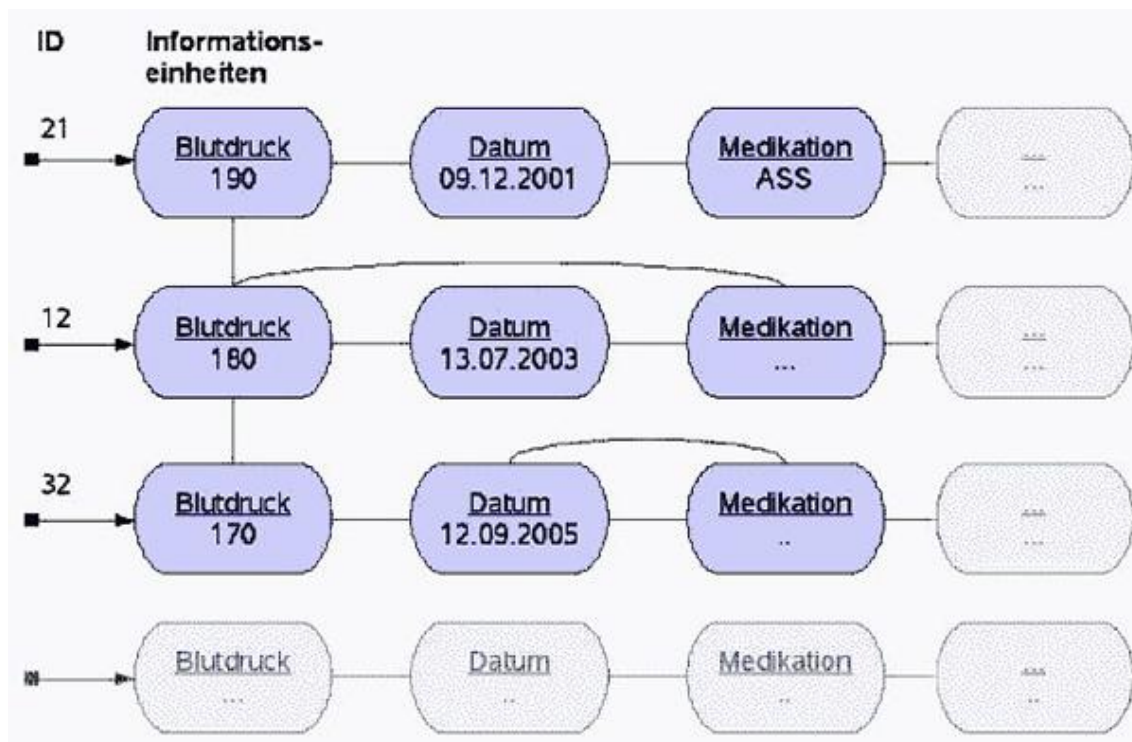 ID
Informations-
einheiten
21
Blutdruck
190
Datum
09.12.2001
Medikation
ASS
...
...
12
Blutdruck
180
Datum
13.07.2003
Medikation
...
...
...
32
Blutdruck
170
Datum
12.09.2005
Medikation
..
...
...
Blutdruck
...
Datum
..
Medikation
..
...
..